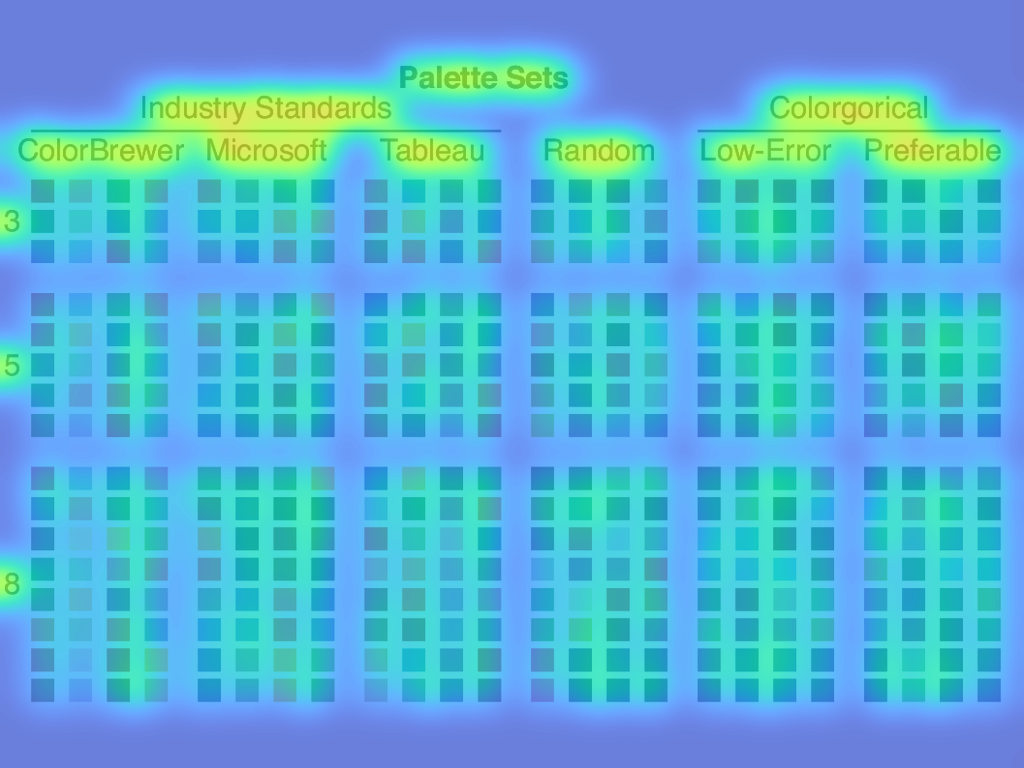 Palette Sets
Industry Standards
Colorgorical
ColorBrewer Microsoft Tableau Random Low-Error Preferable
3
5
8